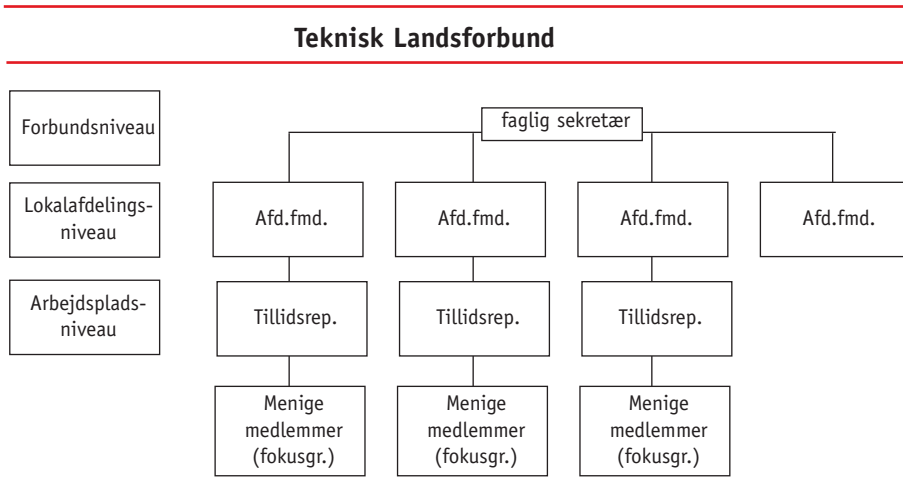 Teknisk Landsforbund
Forbundsniveau
faglig sekretær
Lokalafdelings-
niveau
Afd.fmd.
Afd.fmd.
Afd.fmd.
Afd.fmd.
Arbejdsplads-
niveau
Tillidsrep.
Tillidsrep.
Tillidsrep.
Menige
medlemmer
(fokusgr.)
Menige
medlemmer
(fokusgr.)
Menige
medlemmer
(fokusgr.)